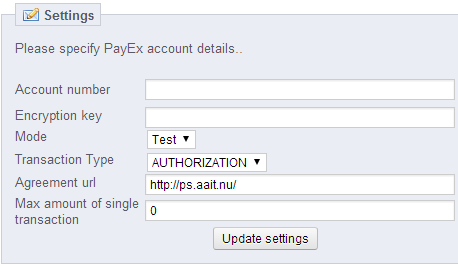 Settings
Please specify PayEx account details..
Account number
Encryption key
Mode Test
Transaction Type AUTHORIZATION
Agreement url http://ps.aait.nu/
Max amount of single
transaction 0
Update settings